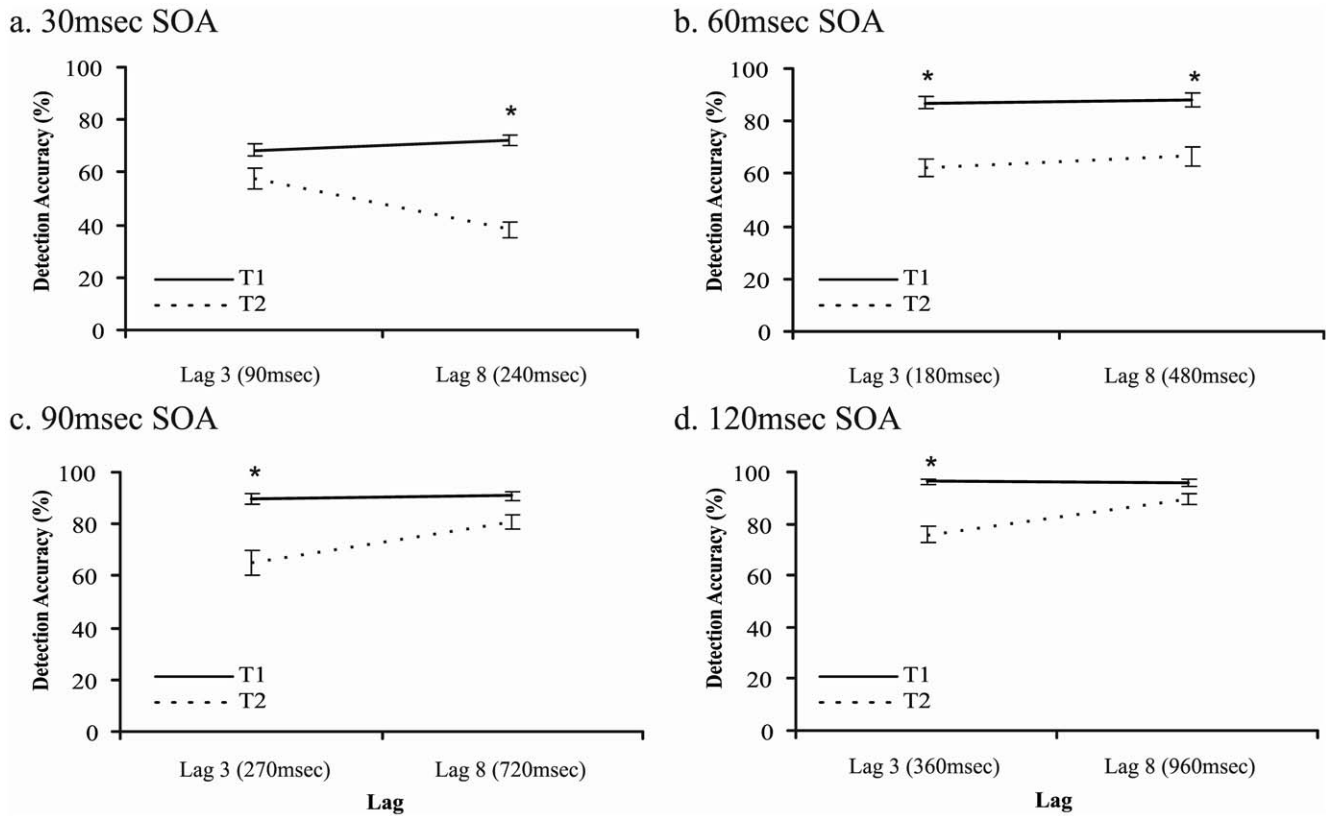 a. 30msec SOA
Detection Accuracy (%)
100
80
60
40
20
0
*
T1
T2
Lag 3 (90msec)
Lag 8 (240msec)
b. 60msec SOA
Detection Accuracy (%)
100
80
60
40
20
0
*
*
T1
T2
Lag 3 (180msec)
Lag 8 (480msec)
c. 90msec SOA
Detection Accuracy (%)
100
80
60
40
20
0
*
T1
T2
Lag 3 (270msec)
Lag 8 (720msec)
Lag
d. 120msec SOA
Detection Accuracy (%)
100
80
60
40
20
0
*
T1
T2
Lag 3 (360msec)
Lag 8 (960msec)
Lag